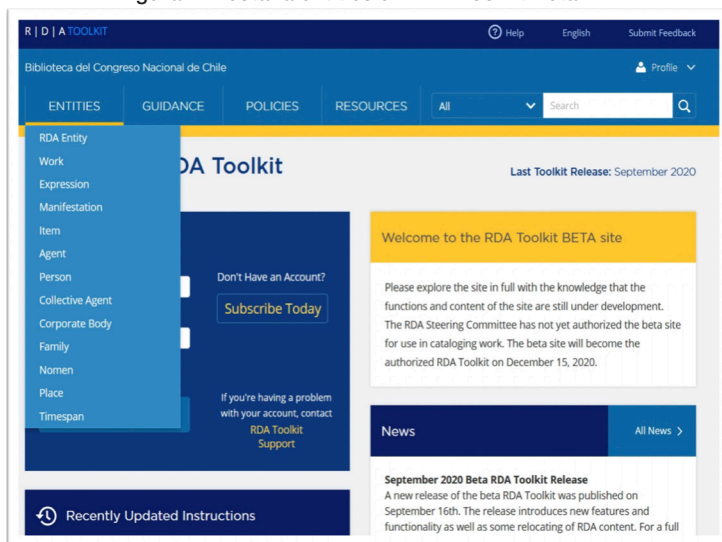 R | D | A TOOLKIT
? Help English Submit Feedback
Biblioteca del Congreso Nacional de Chile
Profile
ENTITIES GUIDANCE POLICIES RESOURCES All Search
RDA Entity
Work
Expression
Manifestation
Item
Agent
Person
Collective Agent
Corporate Body
Family
Nomen
Place
Timespan
DA Toolkit
Last Toolkit Release: September 2020
Don't Have an Account?
Subscribe Today
If you're having a problem
with your account, contact
RDA Toolkit
Support
Recently Updated Instructions
Welcome to the RDA Toolkit BETA site
Please explore the site in full with the knowledge that the
functions and content of the site are still under development.
The RDA Steering Committee has not yet authorized the beta site
for use in cataloging work. The beta site will become the
authorized RDA Toolkit on December 15, 2020.
News
All News >
September 2020 Beta RDA Toolkit Release
A new release of the beta RDA Toolkit was published on
September 16th. The release introduces new features and
functionality as well as some relocating of RDA content. For a full